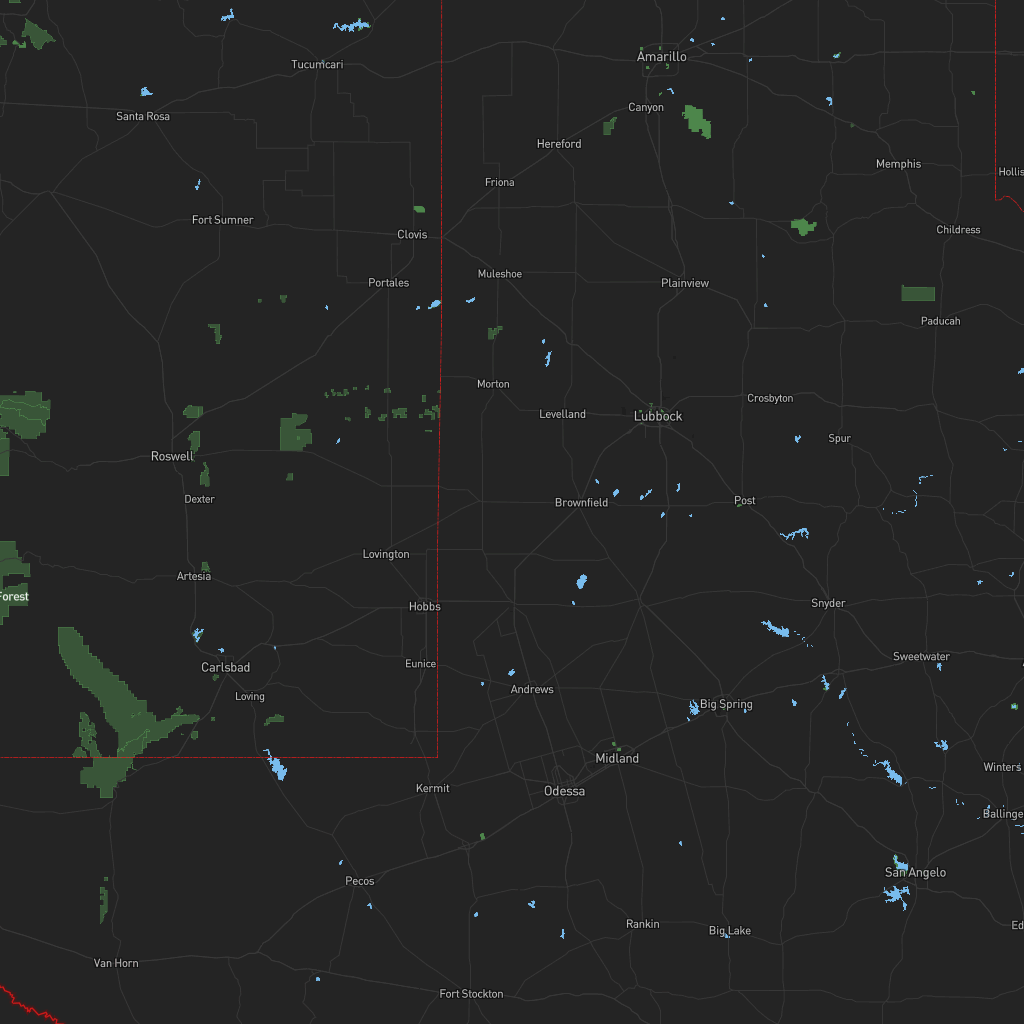 Amarillo
Tucumcari
Canyon
Santa Rosa
Hereford
Memphis
Hollis
Friona
Fort Sumner
Childress
Clovis
Muleshoe
Portales
Plainview
Paducah
Morton
Crosbyton
Levelland
Lubbock
Spur
Roswell
Dexter
Brownfield
Post
Lovington
Artesia
Forest
Hobbs
Snyder
Sweetwater
Carlsbad
Eunice
Andrews
Loving
Big Spring
Midland
Winters
Kermit
Odessa
Ballinge
San Angelo
Pecos
Rankin
Big Lake
Ed
Van Horn
Fort Stockton